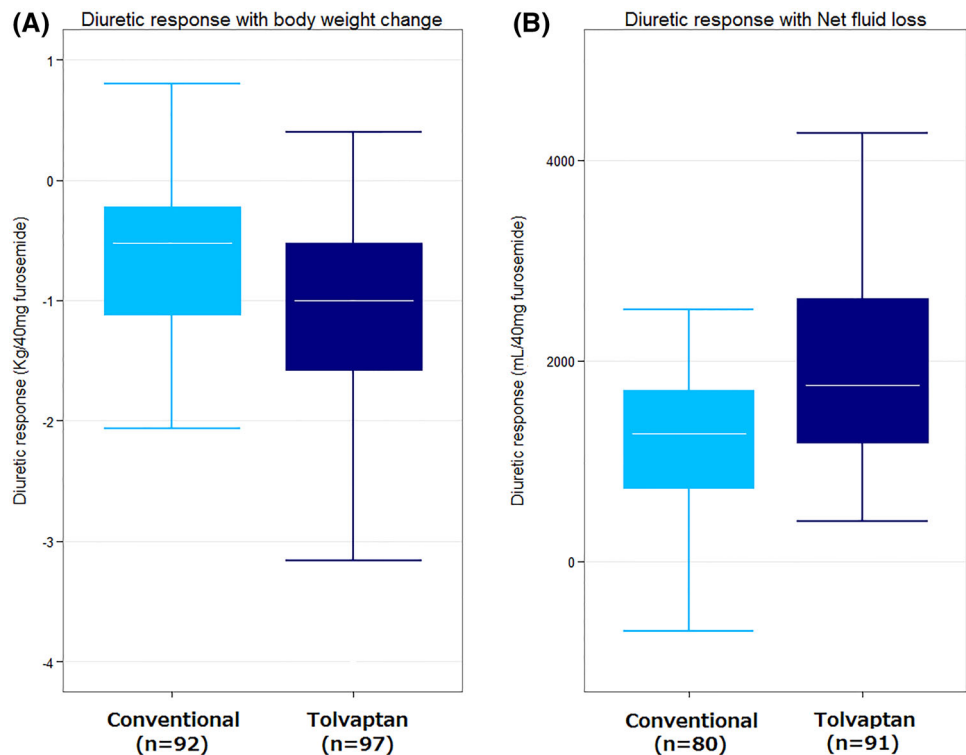 (A)
Diuretic response with body weight change
Diuretic response (Kg/40mg furosemide)
1
0
-1
-2
-3
-4
Conventional
(n=92)
Tolvaptan
(n=97)
(B)
Diuretic response with Net fluid loss
Diuretic response (mL/40mg furosemide)
4000
2000
0
Conventional
(n=80)
Tolvaptan
(n=91)